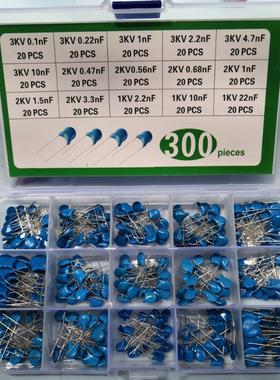 3KV 0.1nF 3KV 0.22nF 3KV 1nF 3KV 2.2nF 3KV 4.7nF
20 PCS 20 PCS 20 PCS 20 PCS 20 PCS
3KV 10nF 2KV 0.47nF 2KV0.56nF 2KV 0.68nF 2KV 1nF
20 PCS 20 PCS 20 PCS 20 PCS 20 PCS
2KV 1.5nF 2KV 3.3nF 1KV 2.2nF 1KV 10nF 1KV 22nF
20 PCS 20 PCS 20 PCS 20 PCS 20 PCS
300
pieces